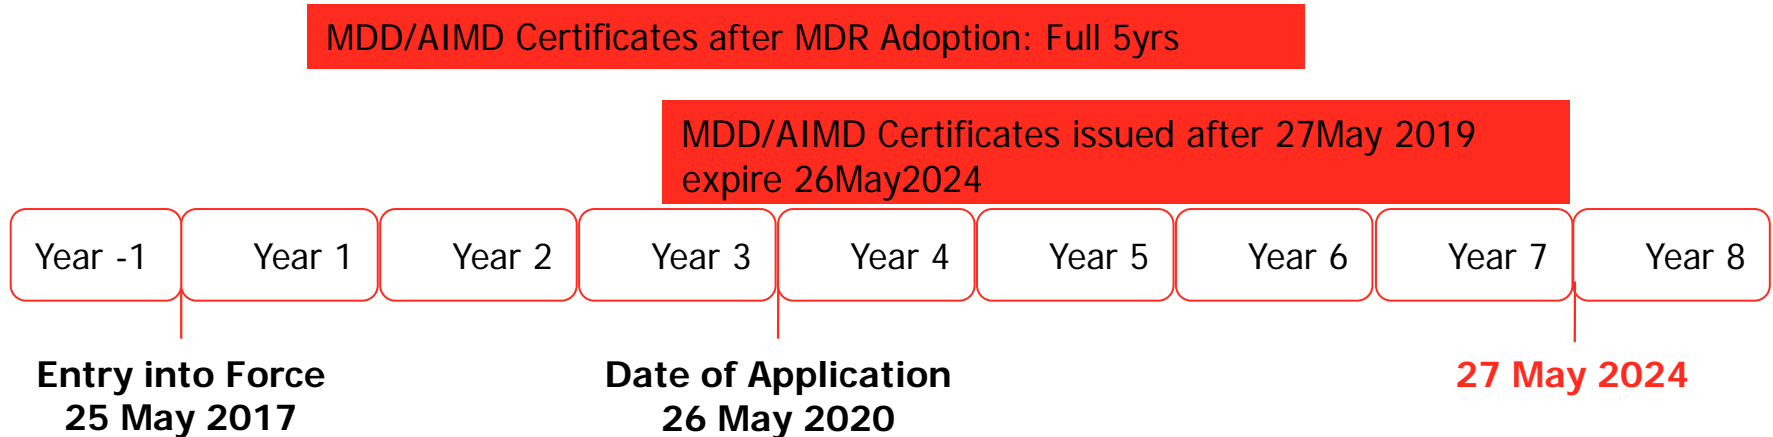 MDD/AIMD Certificates after MDR Adoption: Full 5yrs
MDD/AIMD Certificates issued after 27May 2019
expire 26May2024
Year -1
Year 1
Year 2
Year 3
Year 4
Year 5
Year 6
Year 7
Year 8
Entry into Force
25 May 2017
Date of Application
26 May 2020
27 May 2024